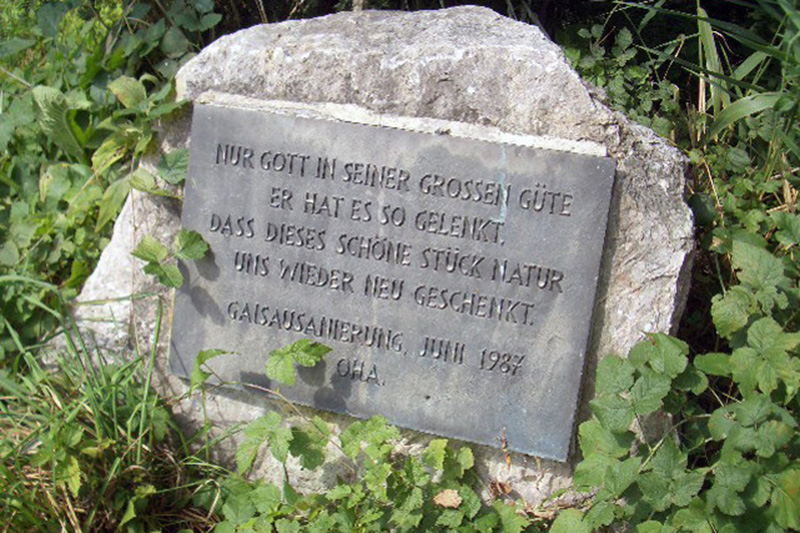 NUR GOTT IN SEINER GROSSEN GÜTE
ER HAT ES SO GELENKT.
DASS DIESES SCHÖNE STÜCK NATUR
UNS WIEDER NEU GESCHENKT.
GAISAUSANIERUNG, JUNI 1987
OHA.